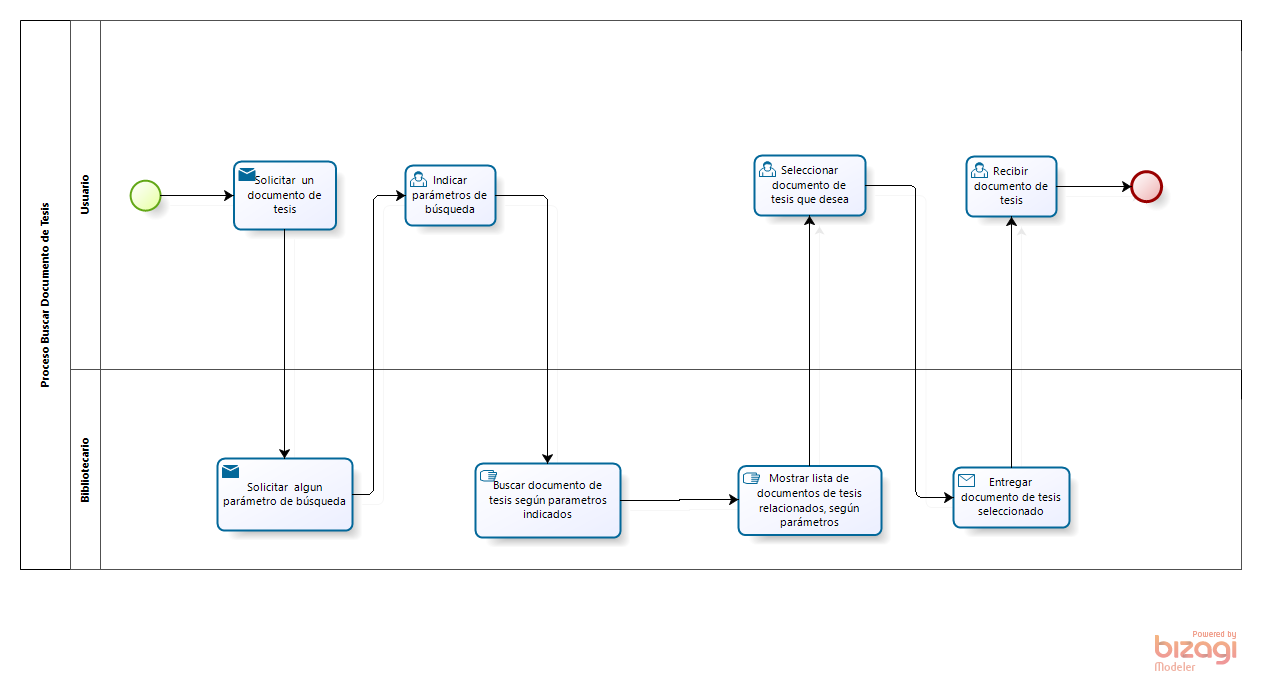 Proceso Buscar Documento de Tesis
Usuario
Solicitar un
documento de
tesis
Indicar
parámetros de
búsqueda
Seleccionar
documento de
tesis que desea
Recibir
documento de
tesis
Bibliotecario
Solicitar algun
parámetro de búsqueda
Buscar documento de
tesis según parametros
indicados
Mostrar lista de
documentos de tesis
relacionados, según
parámetros
Entregar
documento de tesis
seleccionado
Powered by
bizagi
Modeler